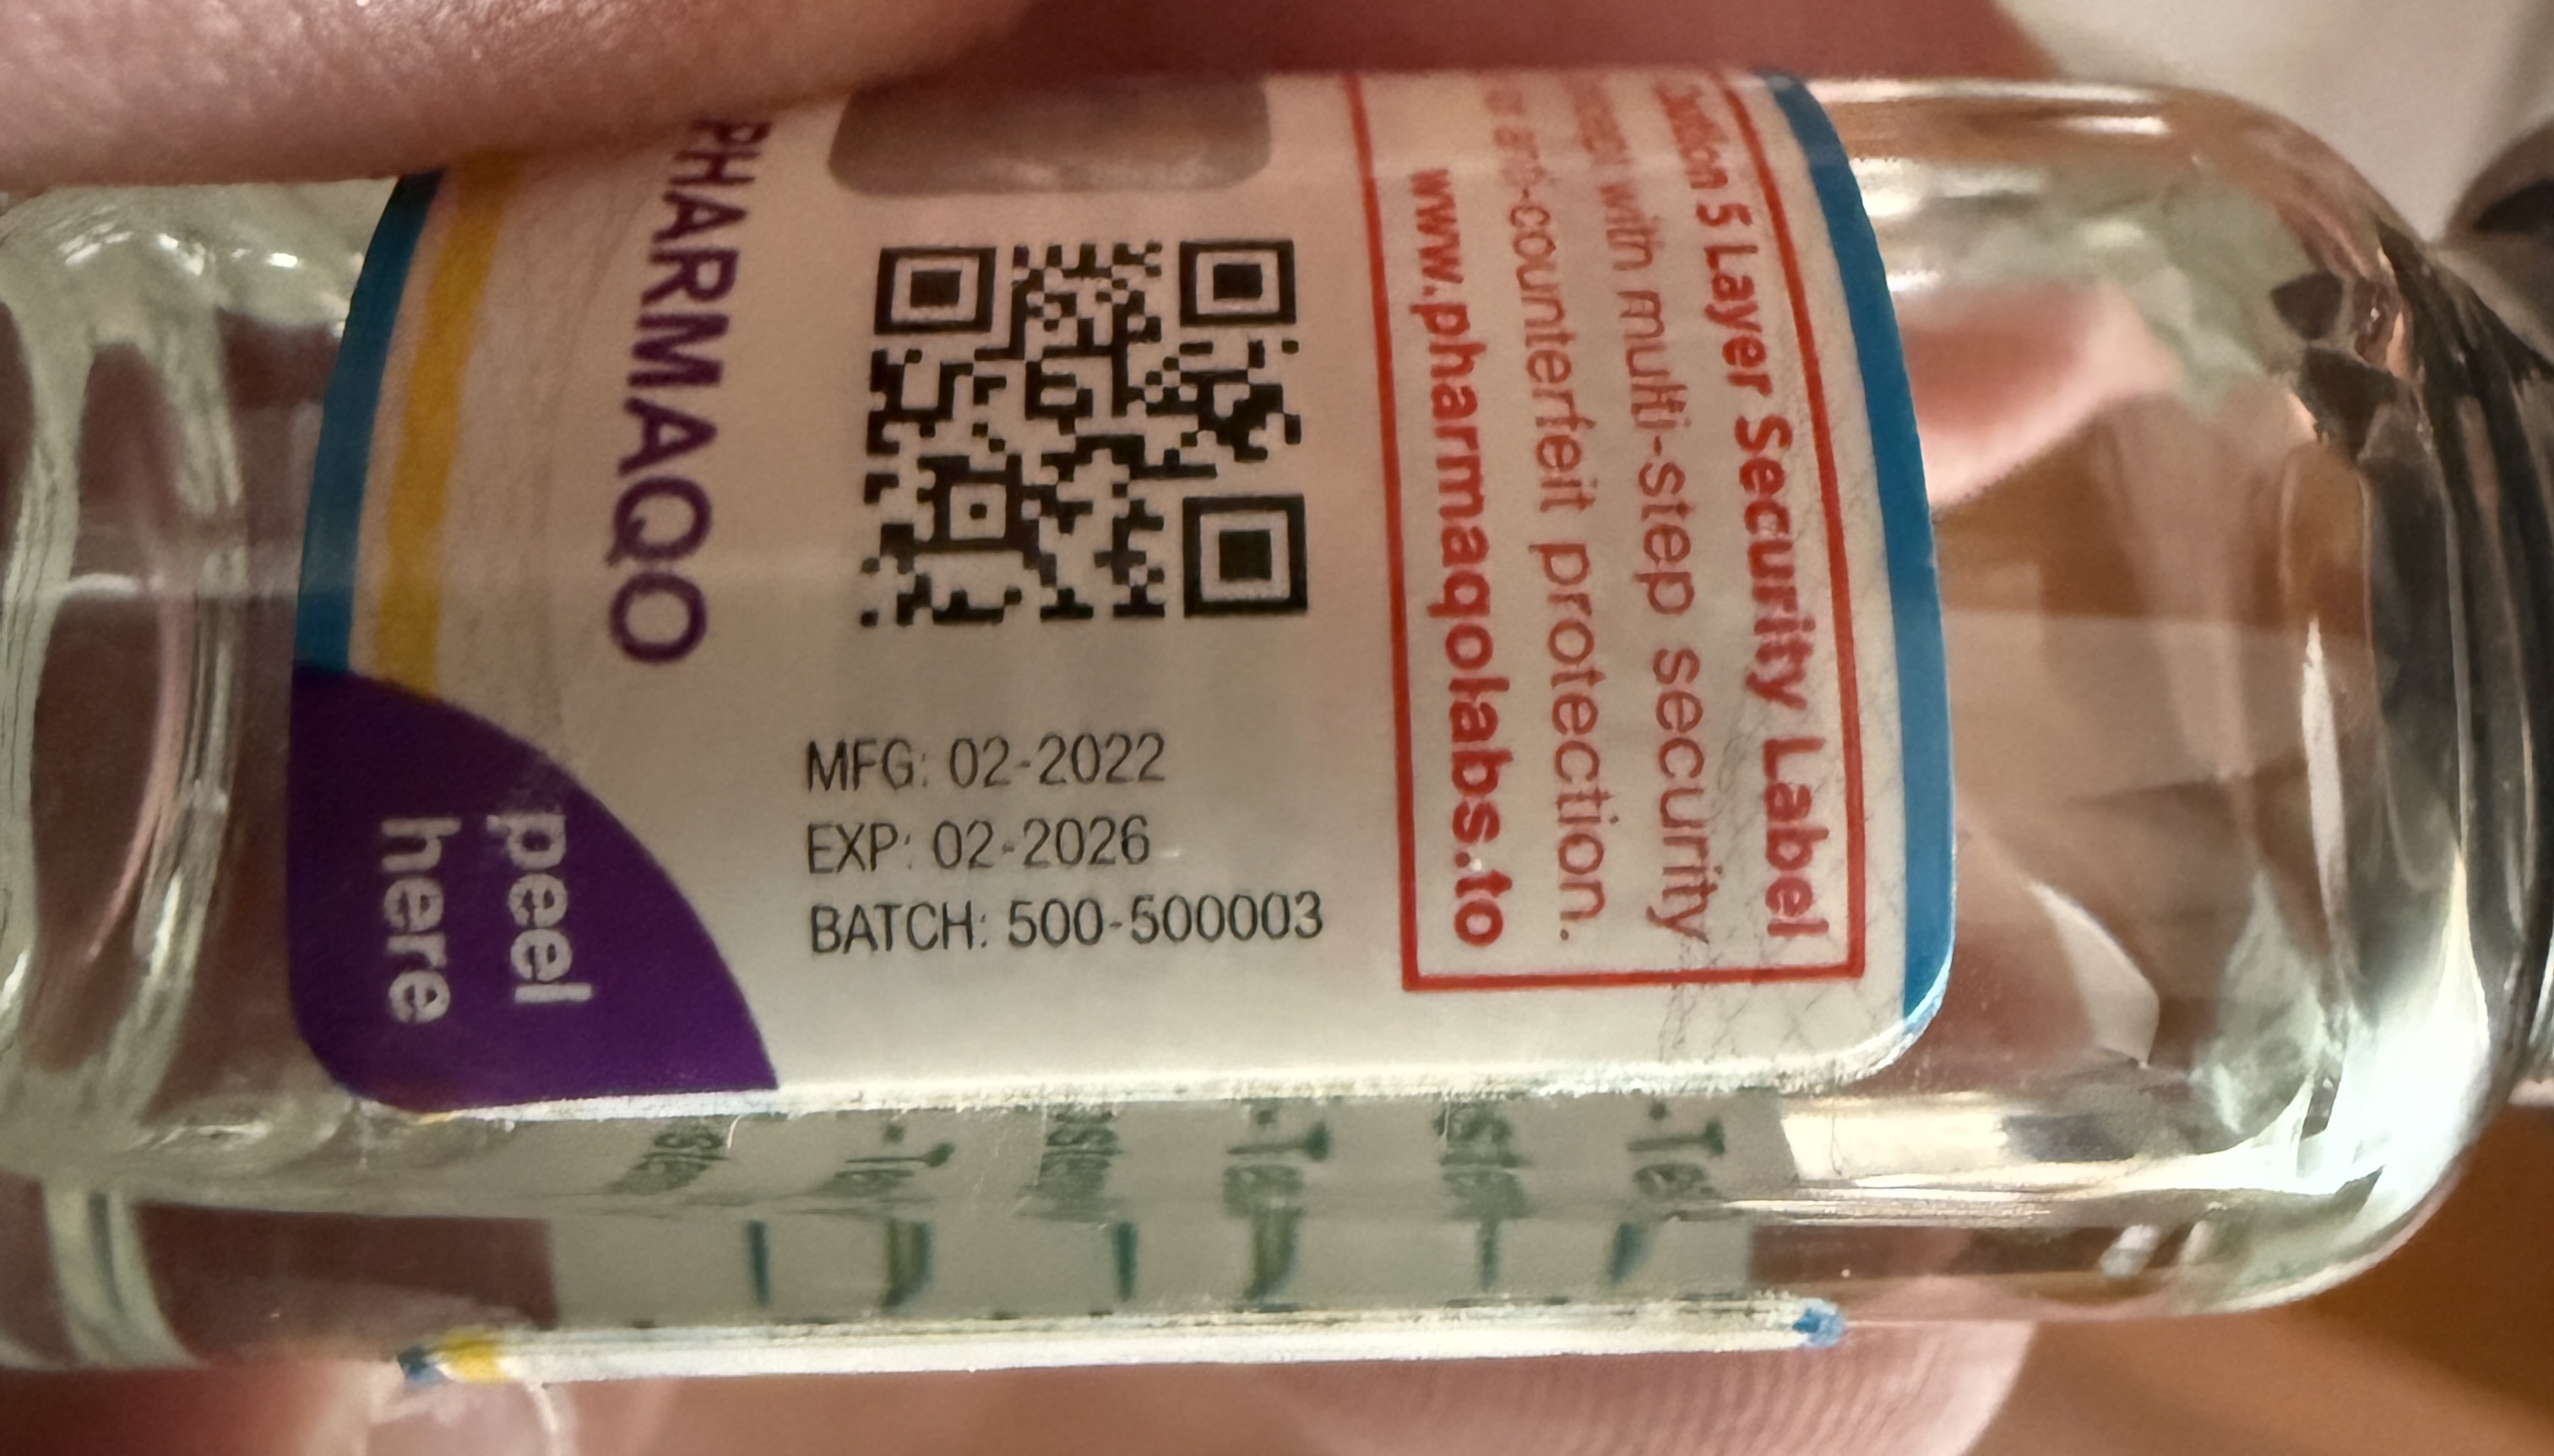 PHARMAQO
MFG: 02-2022
EXP: 02-2026
BATCH: 500-500003
peel
here
5 Layer Security Label
with multi-step security
anti-counterfeit protection.
www.pharmaqolabs.to